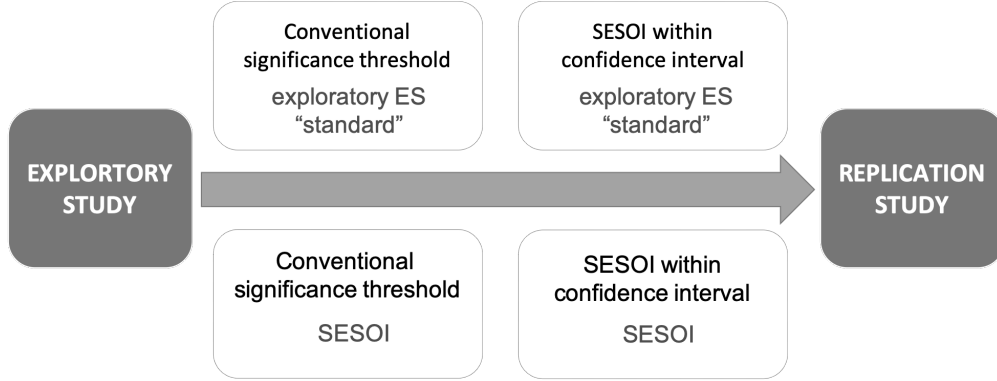 EXPLORTORY
STUDY
Conventional
significance threshold
exploratory ES
“standard”
SESOI within
confidence interval
exploratory ES
“standard”
Conventional
significance threshold
SESOI
SESOI within
confidence interval
SESOI
REPLICATION
STUDY